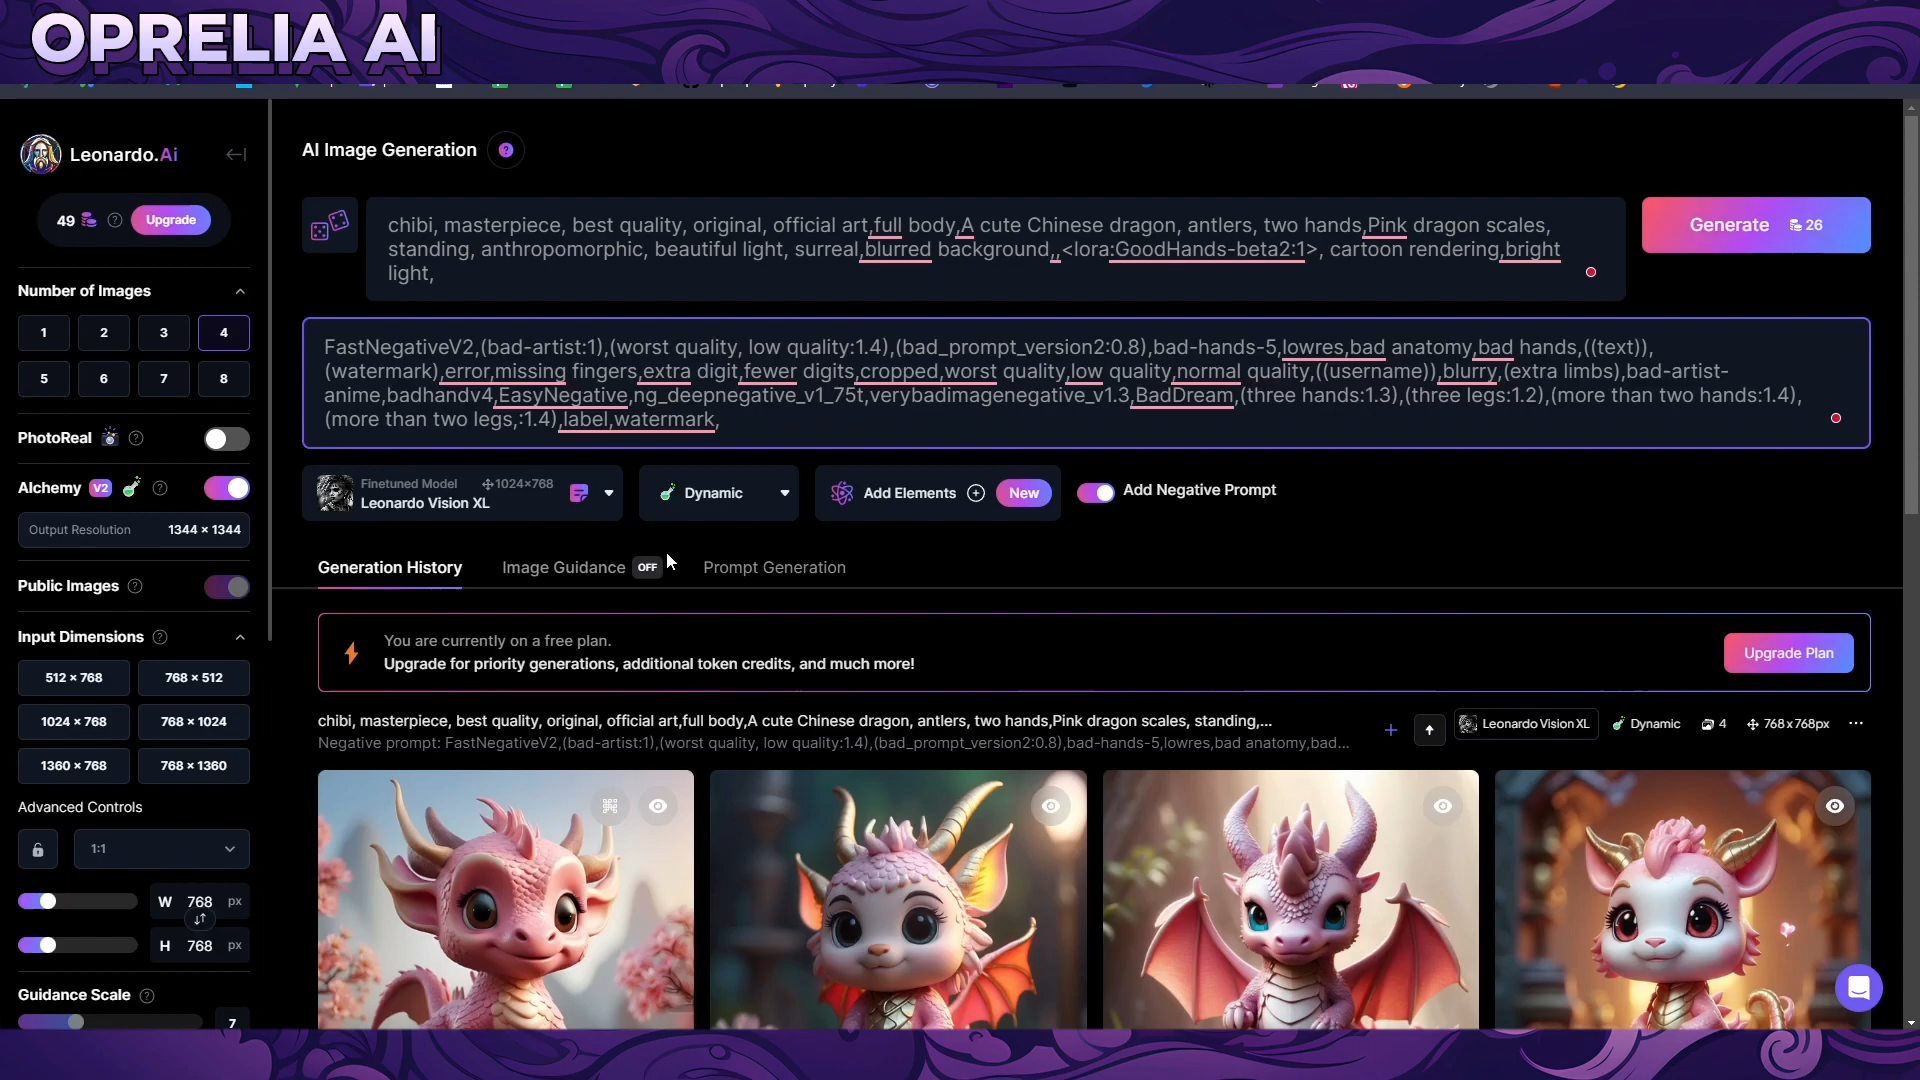 OPRELIA AI
Leonardo.Ai
49
Upgrade
Number of Images
1 2 3 4
5 6 7 8
PhotoReal
Alchemy V2
Output Resolution 1344 × 1344
Public Images
Input Dimensions
512 × 768 768 × 512
1024 × 768 768 × 1024
1360 × 768 768 × 1360
Advanced Controls
1:1
W 768 px
H 768 px
Guidance Scale
7
AI Image Generation
chibi, masterpiece, best quality, original, official art,full body,A cute Chinese dragon, antlers, two hands,Pink dragon scales,
standing, anthropomorphic, beautiful light, surreal,blurred background,,<lora:GoodHands-beta2:1>, cartoon rendering,bright
light,
Generate 26
FastNegativeV2,(bad-artist:1),(worst quality, low quality:1.4),(bad_prompt_version2:0.8),bad-hands-5,lowres,bad anatomy,bad hands,((text)),
(watermark),error,missing fingers,extra digit,fewer digits,cropped,worst quality,low quality,normal quality,((username)),blurry,(extra limbs),bad-artist-
anime,badhandv4,EasyNegative,ng_deepnegative_v1_75t,verybadimagenegative_v1.3,BadDream,(three hands:1.3),(three legs:1.2),(more than two hands:1.4),
(more than two legs,:1.4),label,watermark,
Finetuned Model 1024×768
Leonardo Vision XL
Dynamic
Add Elements
New
Add Negative Prompt
Generation History
Image Guidance OFF
Prompt Generation
You are currently on a free plan.
Upgrade for priority generations, additional token credits, and much more!
Upgrade Plan
chibi, masterpiece, best quality, original, official art,full body,A cute Chinese dragon, antlers, two hands,Pink dragon scales, standing,...
Negative prompt: FastNegativeV2,(bad-artist:1),(worst quality, low quality:1.4),(bad_prompt_version2:0.8),bad-hands-5,lowres,bad anatomy,bad...
Leonardo Vision XL
Dynamic
4
768x768px